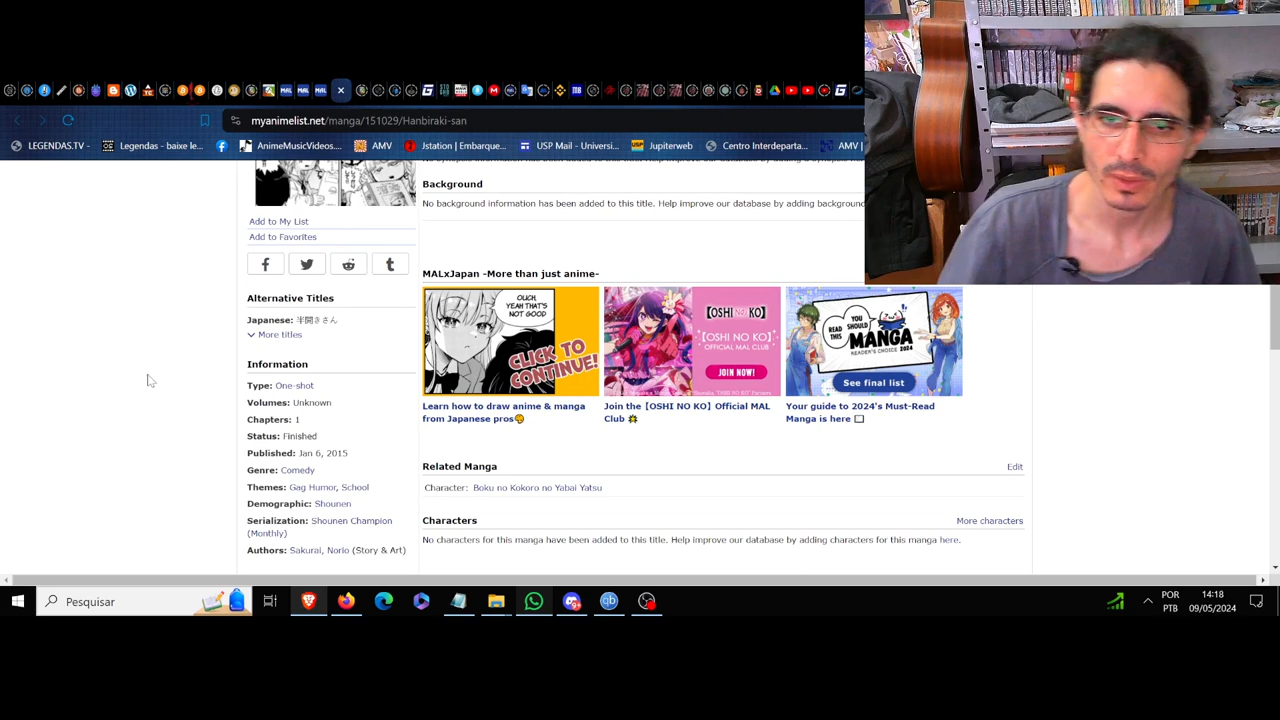 myanimelist.net/manga/151029/Hanbiraki-san
LEGENDAS.TV -
Legendas - baixe le...
AnimeMusicVideos....
AMV
Jstation | Embarque...
USP Mail - Universi...
Jupiterweb
Centro Interdeparta...
AMV |
Background
No background information has been added to this title. Help improve our database by adding background
Add to My List
Add to Favorites
MALxJapan -More than just anime-
OUCH, YEAH THAT'S NOT GOOD
CLICK TO CONTINUE!
[OSHI NO KO]
[OSHI NO KO]
OFFICIAL MAL CLUB
JOIN NOW!
READ THIS
YOU SHOULD
MANGA
READER'S CHOICE 2024
See final list
Learn how to draw anime & manga from Japanese pros
Join the【OSHI NO KO】Official MAL Club
Your guide to 2024's Must-Read Manga is here
Alternative Titles
Japanese: 半開きさん
More titles
Information
Type: One-shot
Volumes: Unknown
Chapters: 1
Status: Finished
Published: Jan 6, 2015
Genre: Comedy
Themes: Gag Humor, School
Demographic: Shounen
Serialization: Shounen Champion
(Monthly)
Authors: Sakurai, Norio (Story & Art)
Related Manga
Edit
Character: Boku no Kokoro no Yabai Yatsu
Characters
More characters
No characters for this manga have been added to this title. Help improve our database by adding characters for this manga here.
Pesquisar
POR
PTB
14:18
09/05/2024